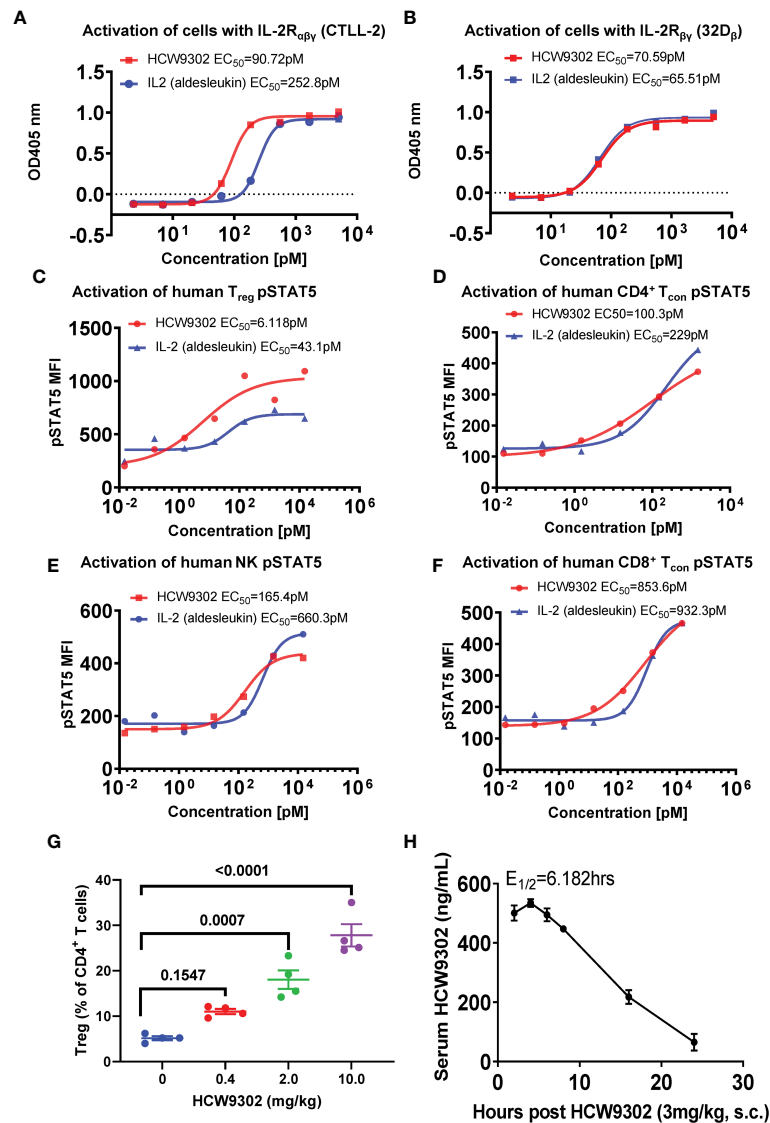 A
Activation of cells with IL-2Rαβγ (CTLL-2)
HCW9302 EC50=90.72pM
IL2 (aldesleukin) EC50=252.8pM
OD405 nm
1.5
1.0
0.5
0.0
-0.5
10^1 10^2 10^3 10^4
Concentration [pM]
B
Activation of cells with IL-2Rβγ (32Dβ)
HCW9302 EC50=70.59pM
IL2 (aldesleukin) EC50=65.51pM
OD405 nm
1.5
1.0
0.5
0.0
-0.5
10^1 10^2 10^3 10^4
Concentration [pM]
C
Activation of human Treg pSTAT5
HCW9302 EC50=6.118pM
IL-2 (aldesleukin) EC50=43.1pM
pSTAT5 MFI
1500
1000
500
0
10^-2 10^0 10^2 10^4 10^6
Concentration [pM]
D
Activation of human CD4+ Tcon pSTAT5
HCW9302 EC50=100.3pM
IL-2 (aldesleukin) EC50=229pM
pSTAT5 MFI
500
400
300
200
100
0
10^-2 10^0 10^2 10^4
Concentration [pM]
E
Activation of human NK pSTAT5
HCW9302 EC50=165.4pM
IL-2 (aldesleukin) EC50=660.3pM
pSTAT5 MFI
600
400
200
0
10^-2 10^0 10^2 10^4 10^6
Concentration [pM]
F
Activation of human CD8+ Tcon pSTAT5
HCW9302 EC50=853.6pM
IL-2 (aldesleukin) EC50=932.3pM
pSTAT5 MFI
500
400
300
200
100
0
10^-2 10^0 10^2 10^4 10^6
Concentration [pM]
G
Treg (% of CD4+ T cells)
40
30
20
10
0
<0.0001
0.0007
0.1547
0 0.4 2.0 10.0
HCW9302 (mg/kg)
H
Serum HCW9302 (ng/mL)
E1/2=6.182hrs
600
400
200
0
0 10 20 30
Hours post HCW9302 (3mg/kg, s.c.)